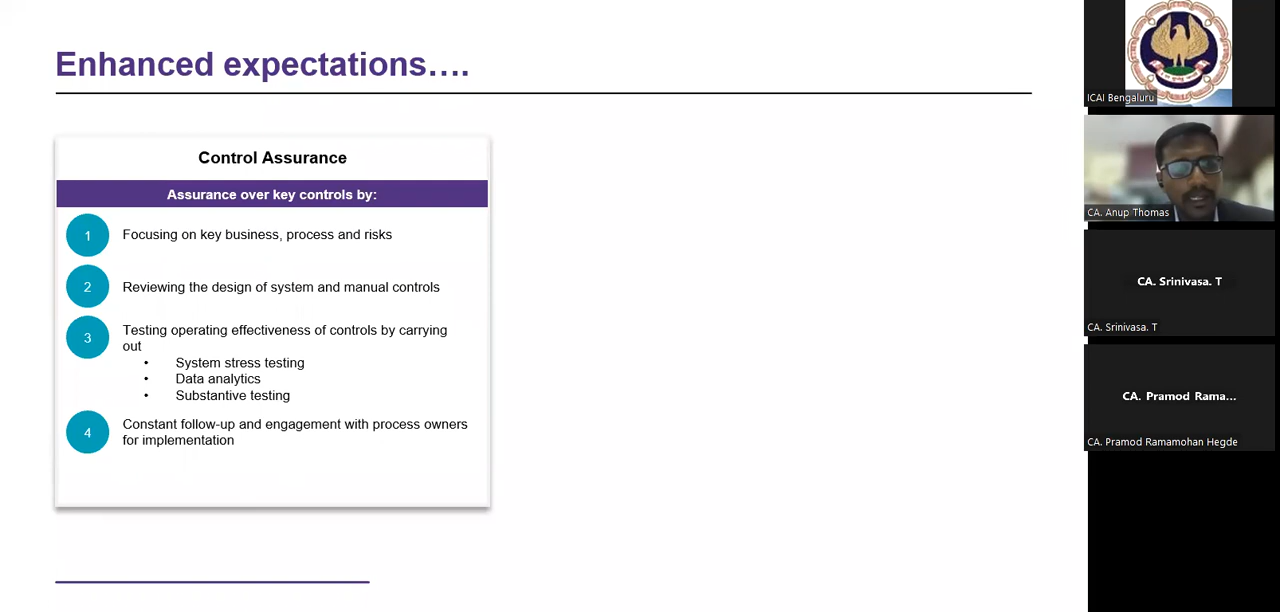 Enhanced expectations….
Control Assurance
Assurance over key controls by:
1
Focusing on key business, process and risks
2
Reviewing the design of system and manual controls
3
Testing operating effectiveness of controls by carrying
out
• System stress testing
• Data analytics
• Substantive testing
4
Constant follow-up and engagement with process owners
for implementation
ICAI Bengaluru
CA. Anup Thomas
CA. Srinivasa. T
CA. Srinivasa. T
CA. Pramod Rama...
CA. Pramod Ramamohan Hegde